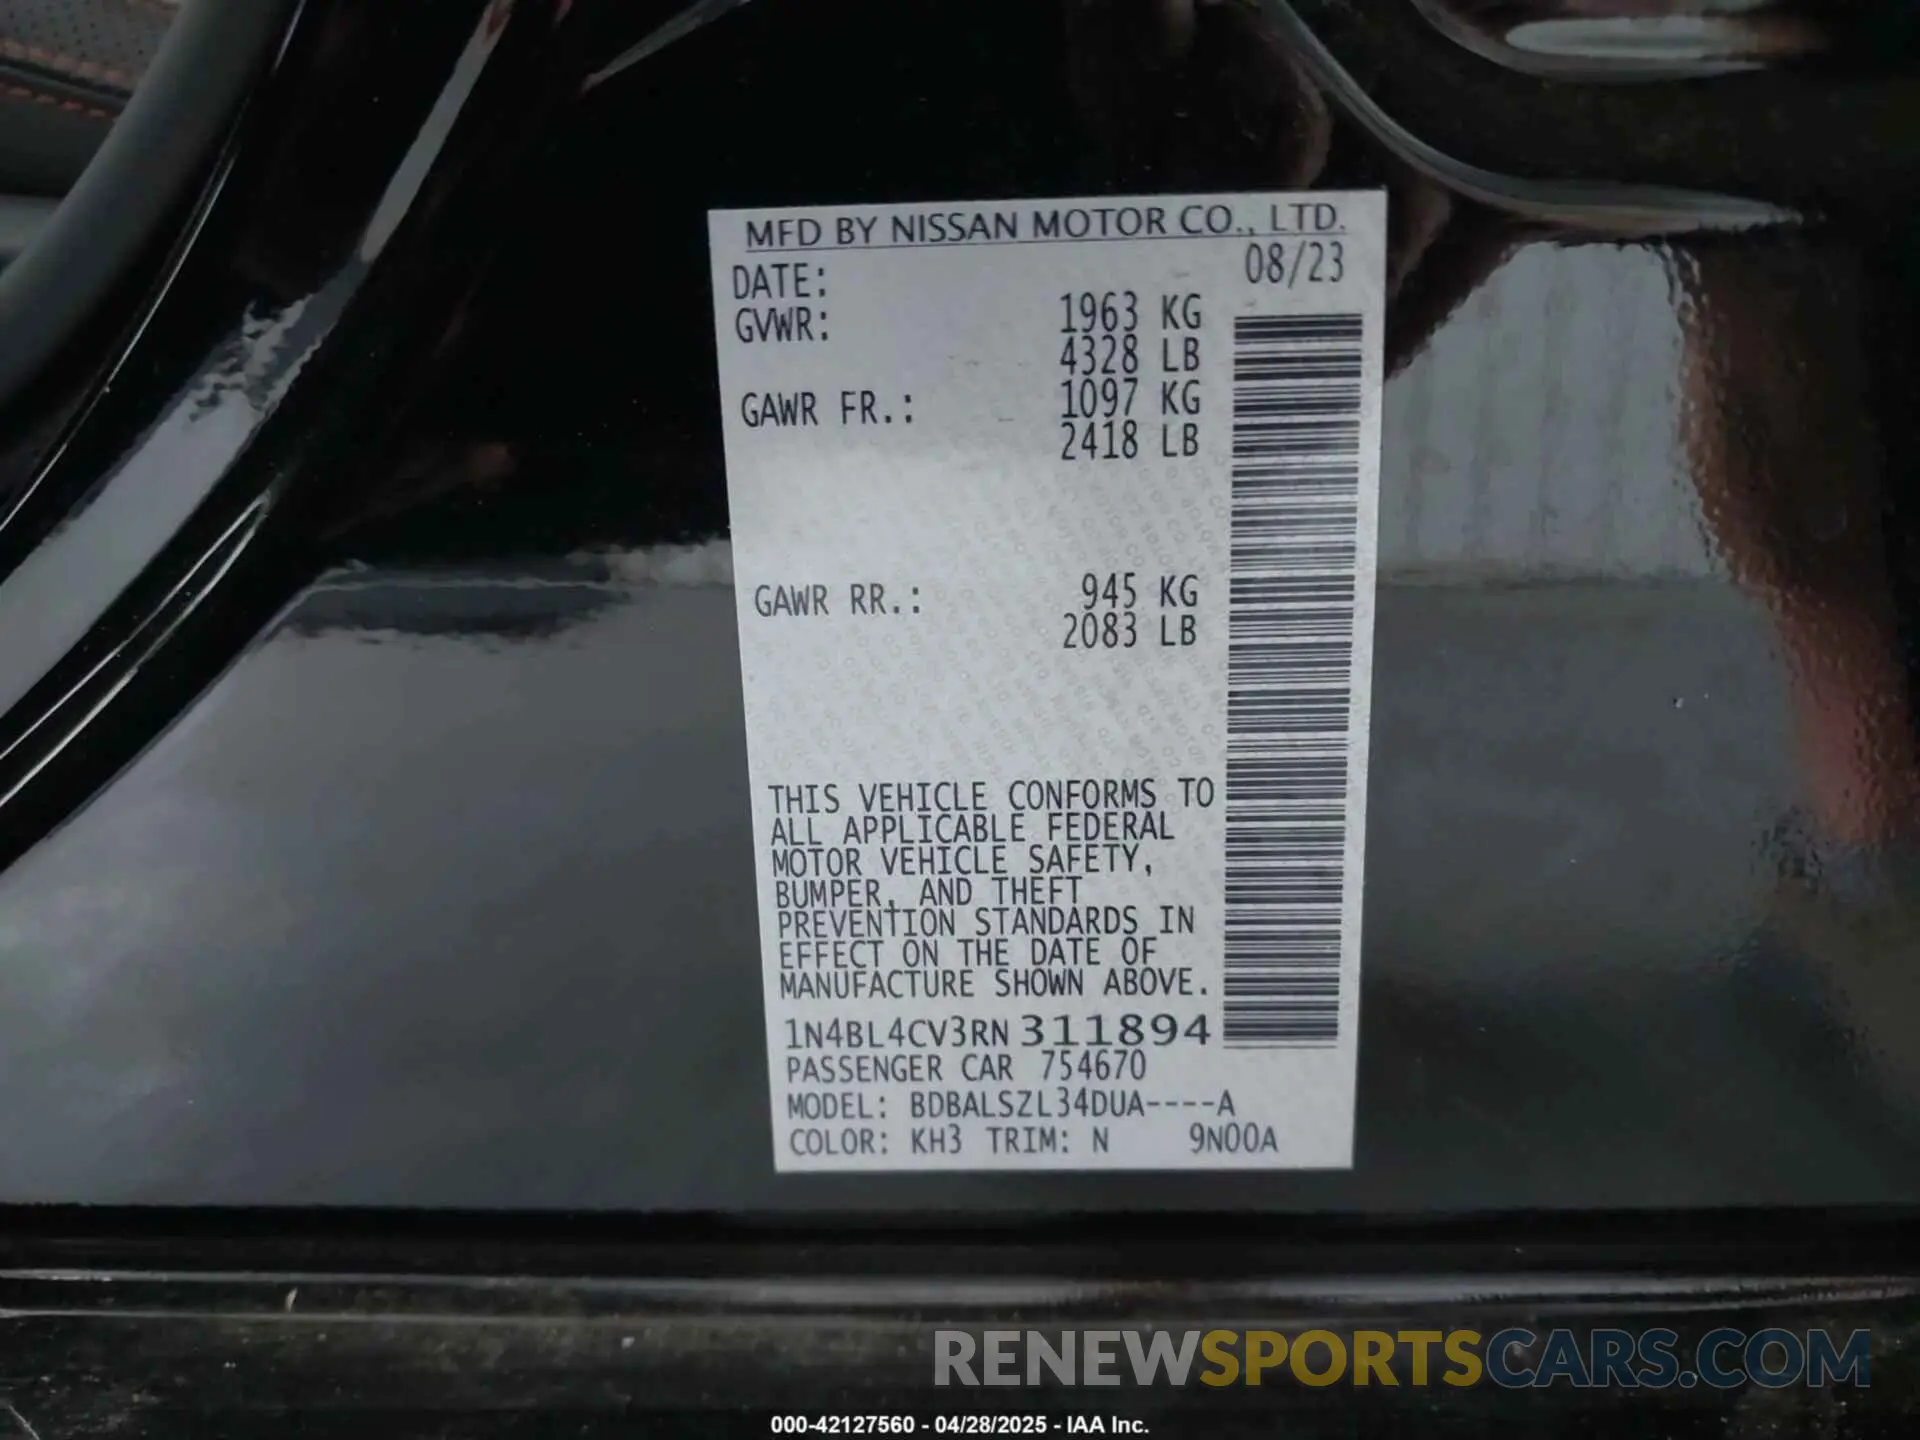 MFD BY NISSAN MOTOR CO., LTD.
DATE: 08/23
GVWR: 1963 KG
4328 LB
GAWR FR.: 1097 KG
2418 LB
GAWR RR.: 945 KG
2083 LB
THIS VEHICLE CONFORMS TO
ALL APPLICABLE FEDERAL
MOTOR VEHICLE SAFETY,
BUMPER, AND THEFT
PREVENTION STANDARDS IN
EFFECT ON THE DATE OF
MANUFACTURE SHOWN ABOVE.
1N4BL4CV3RN311894
PASSENGER CAR 754670
MODEL: BDBALSZL34DUA----A
COLOR: KH3 TRIM: N 9N00A
RENEWSPORTSCARS.COM
000-42127560 - 04/28/2025 - IAA Inc.